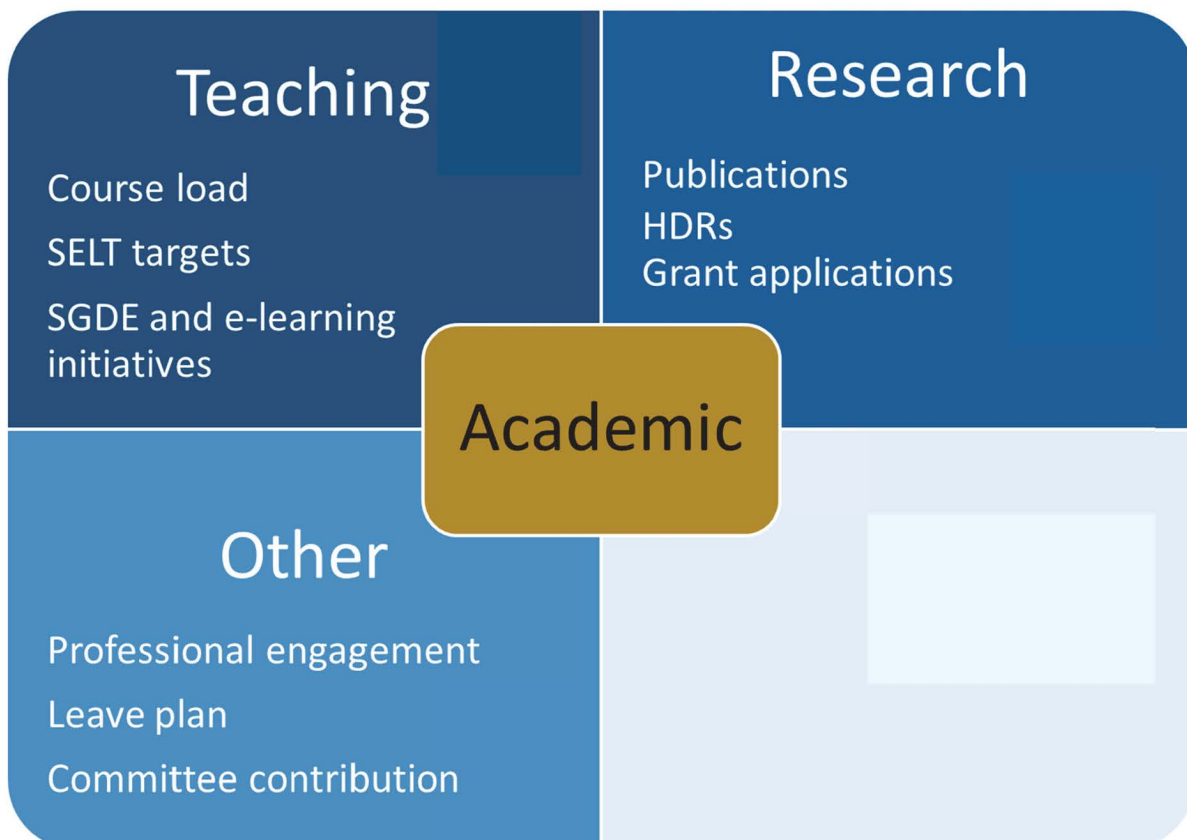 Teaching
Course load
SELT targets
SGDE and e-learning
initiatives
Research
Publications
HDRs
Grant applications
Academic
Other
Professional engagement
Leave plan
Committee contribution